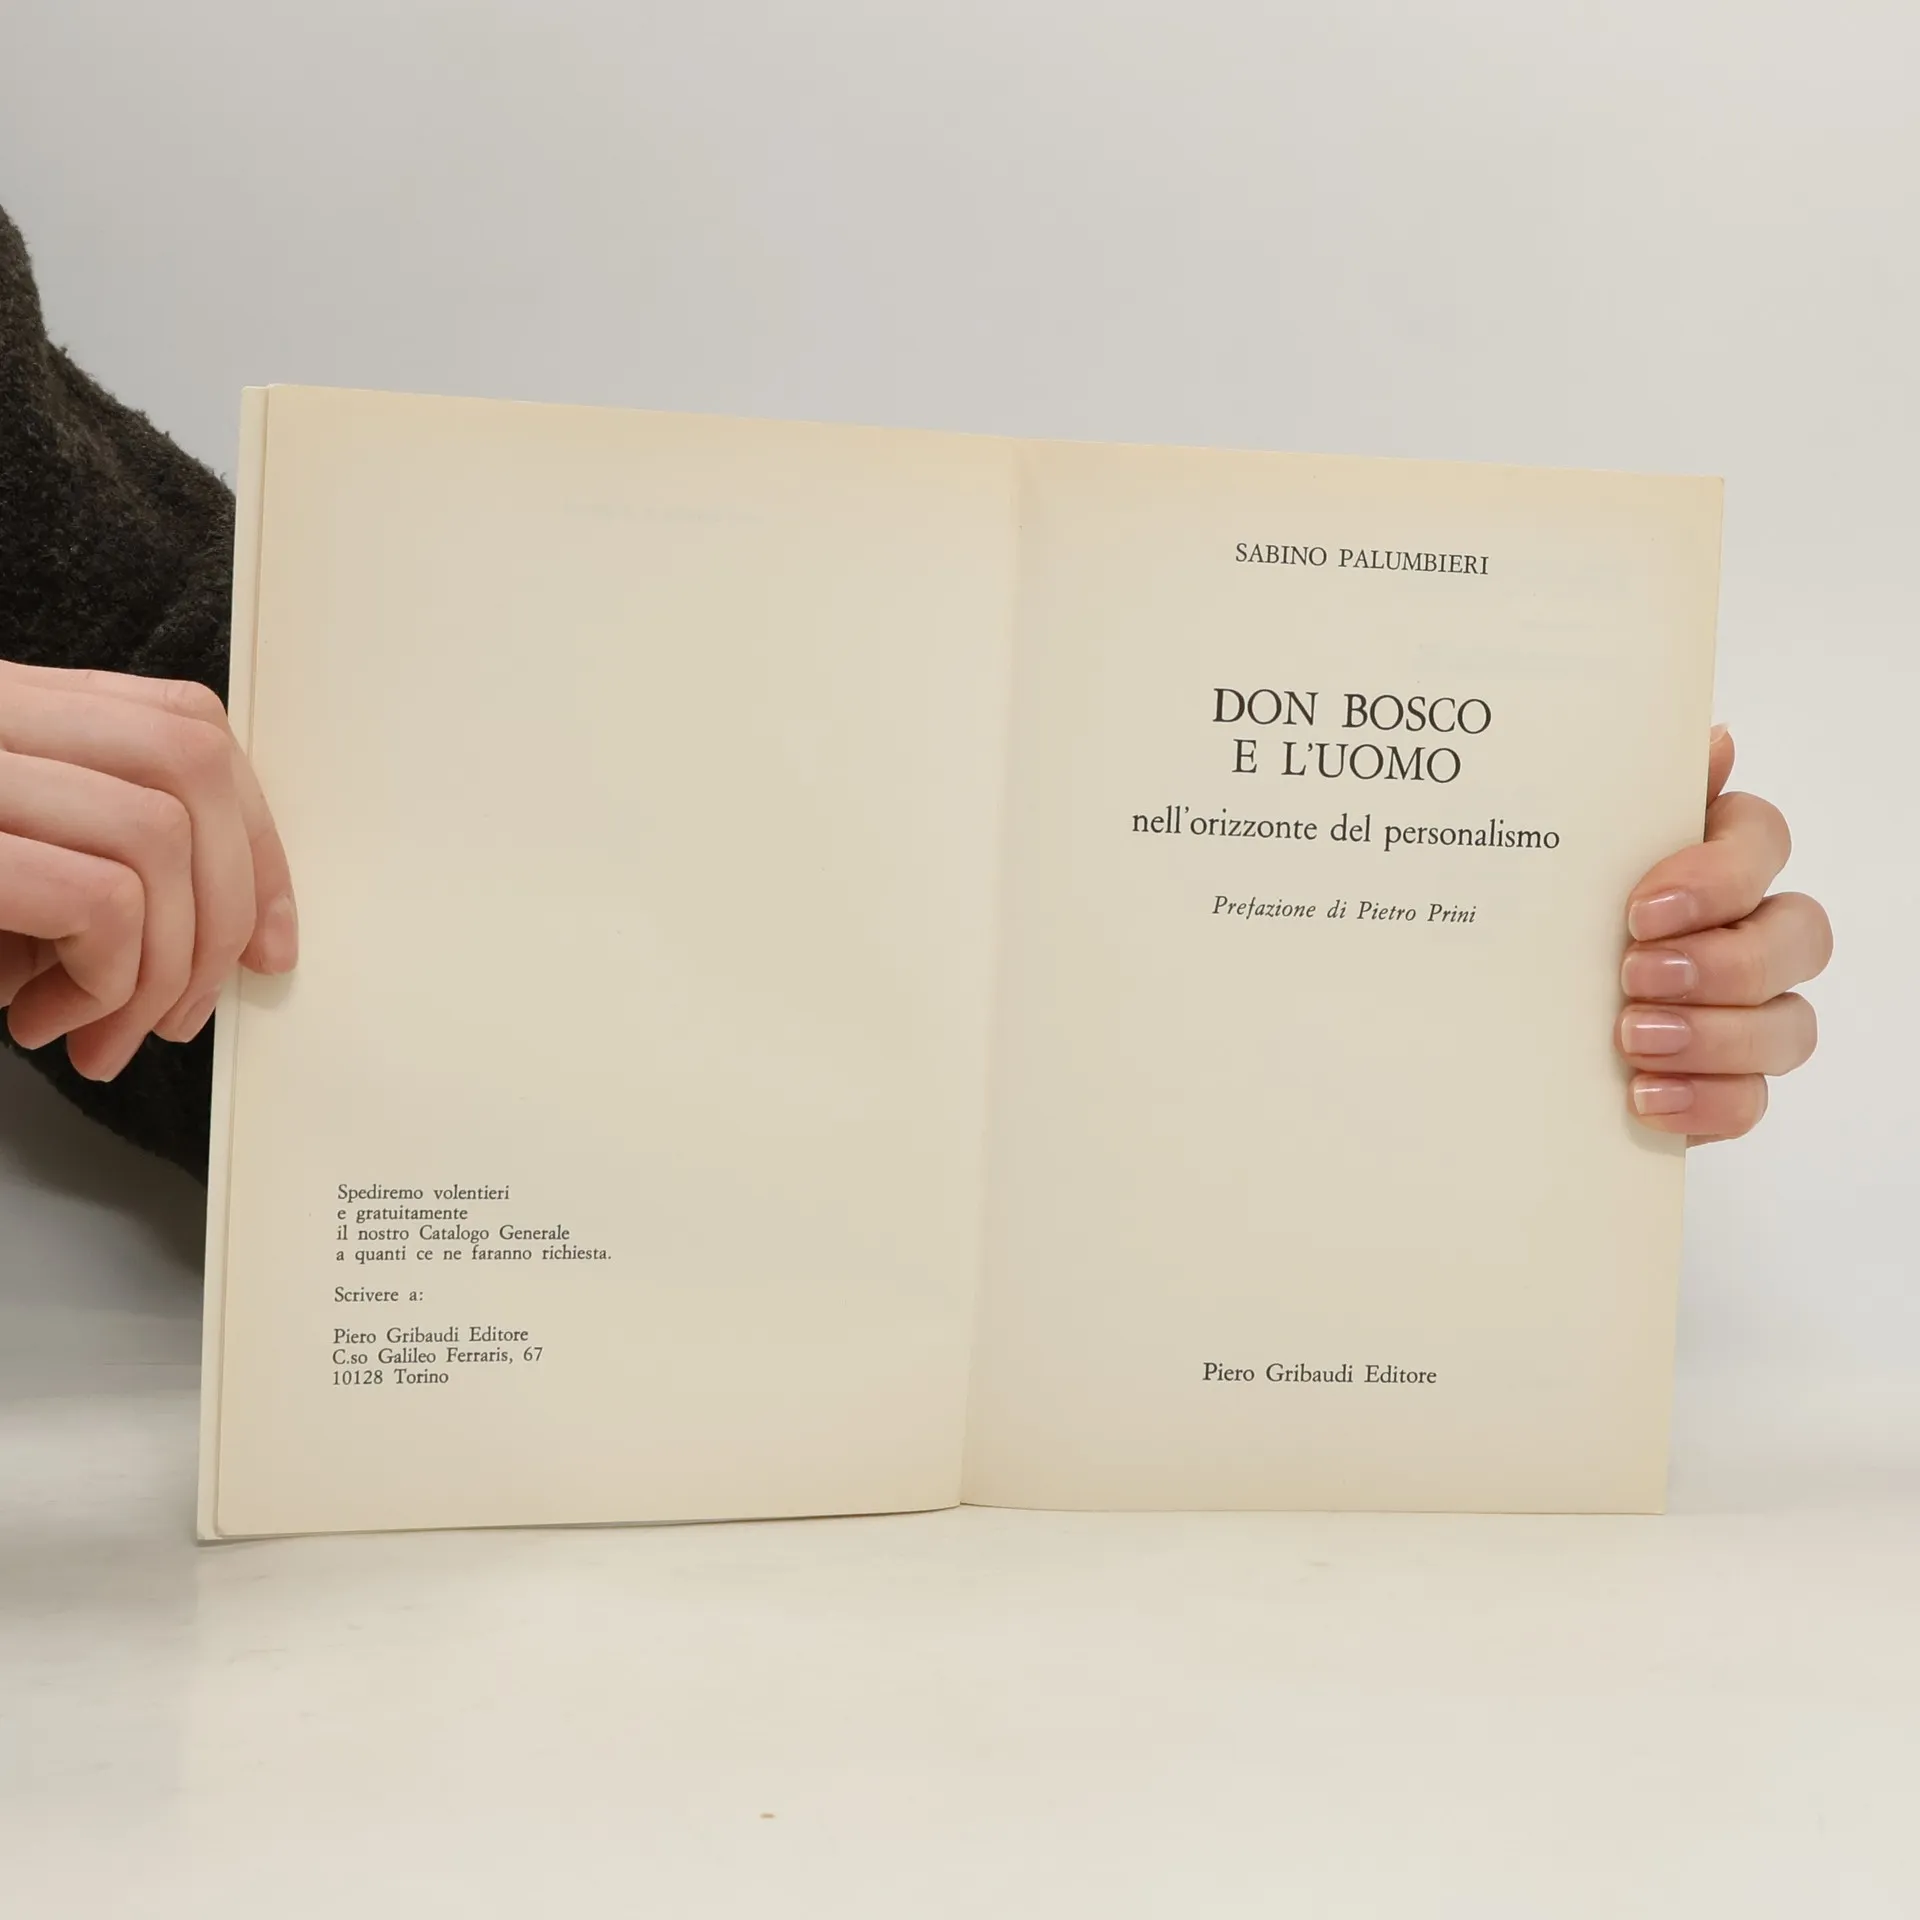 Spediremo volentieri
e gratuitamente
il nostro Catalogo Generale
a quanti ce ne faranno richiesta.
Scrivere a:
Piero Gribaudi Editore
C.so Galileo Ferraris, 67
10128 Torino
SABINO PALUMBIERI
DON BOSCO
E L'UOMO
nell'orizzonte del personalismo
Prefazione di Pietro Prini
Piero Gribaudi Editore